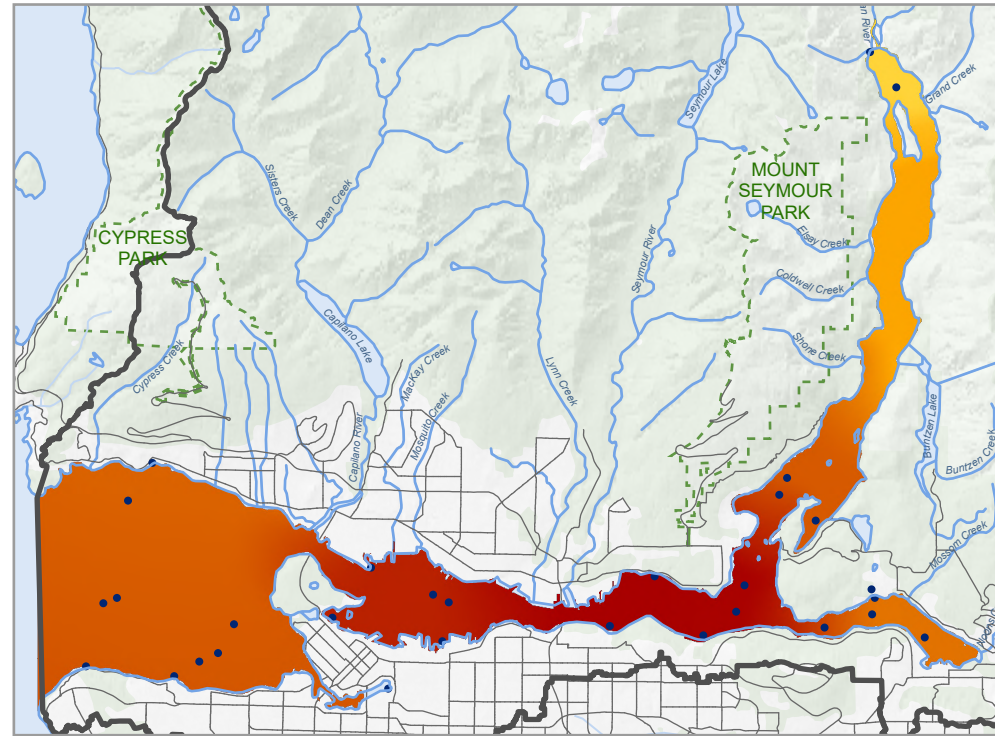 Seymour Lake
Grand Creek
MOUNT
SEYMOUR
PARK
Sisters Creek
Dean Creek
CYPRESS
PARK
Elsay Creek
Seymour River
Coldwell Creek
Capilano Lake
Cypress Creek
Shone Creek
MacKay Creek
Lynn Creek
Mosquito Creek
Buntzen Lake
Capilano River
Buntzen Creek
Mossom Creek